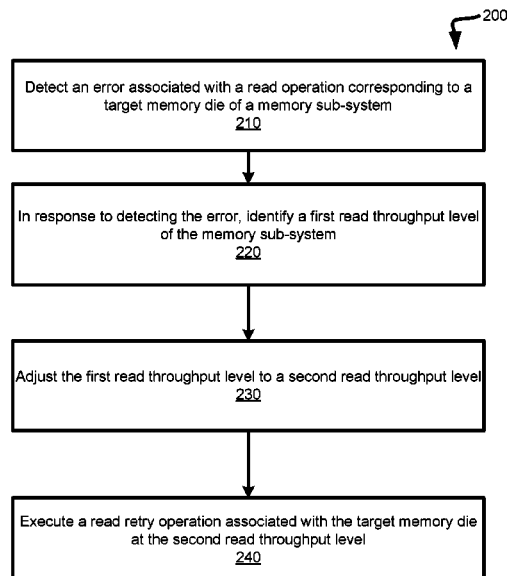 200
Detect an error associated with a read operation corresponding to a
target memory die of a memory sub-system
210
In response to detecting the error, identify a first read throughput level
of the memory sub-system
220
Adjust the first read throughput level to a second read throughput level
230
Execute a read retry operation associated with the target memory die
at the second read throughput level
240